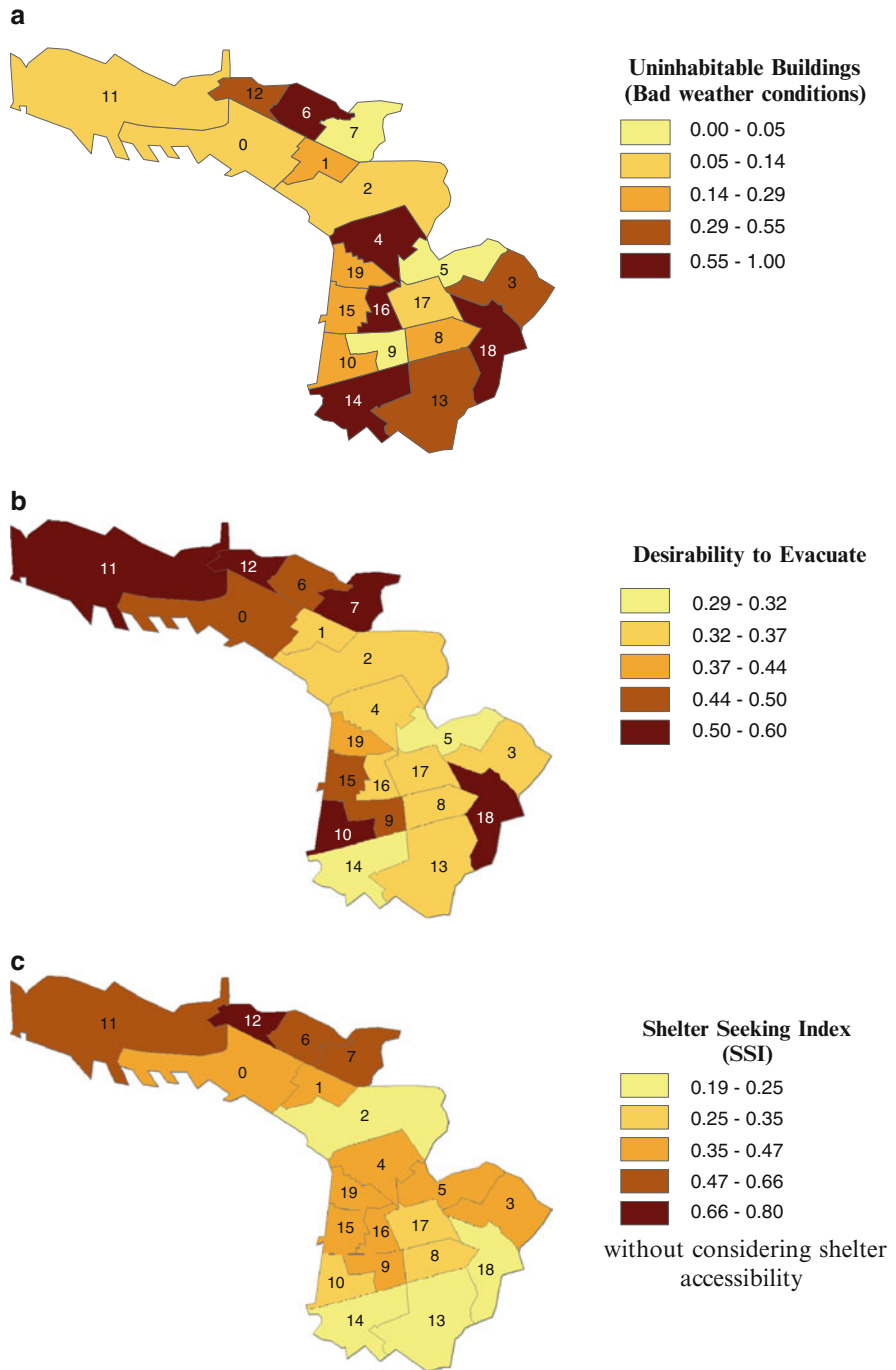 a
11
12
6
7
0
1
2
4
5
3
19
17
16
15
8
18
9
10
14
13
Uninhabitable Buildings
(Bad weather conditions)
0.00 - 0.05
0.05 - 0.14
0.14 - 0.29
0.29 - 0.55
0.55 - 1.00
b
11
12
6
7
0
1
2
4
5
3
19
17
15
16
8
18
9
10
14
13
Desirability to Evacuate
0.29 - 0.32
0.32 - 0.37
0.37 - 0.44
0.44 - 0.50
0.50 - 0.60
c
11
12
6
7
0
1
2
4
5
3
19
17
15
16
8
18
9
10
14
13
Shelter Seeking Index
(SSI)
0.19 - 0.25
0.25 - 0.35
0.35 - 0.47
0.47 - 0.66
0.66 - 0.80
without considering shelter
accessibility